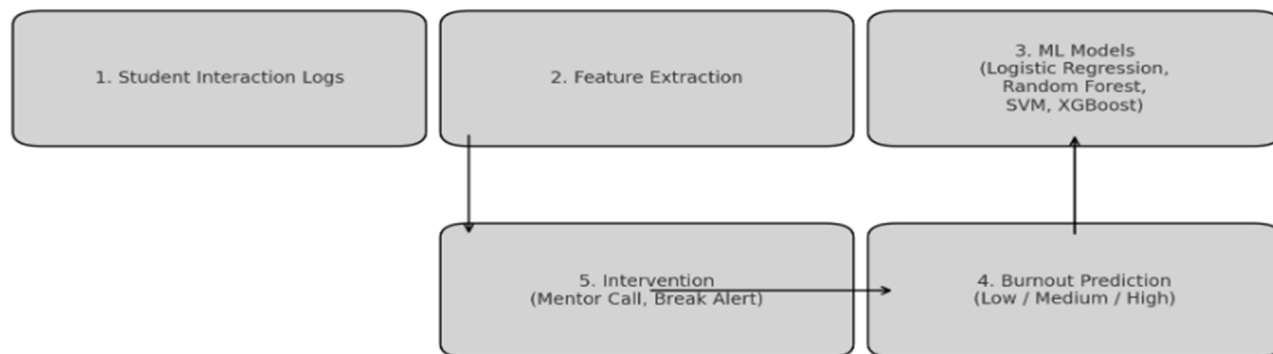 1. Student Interaction Logs
2. Feature Extraction
3. ML Models
(Logistic Regression,
Random Forest,
SVM, XGBoost)
5. Intervention
(Mentor Call, Break Alert)
4. Burnout Prediction
(Low / Medium / High)